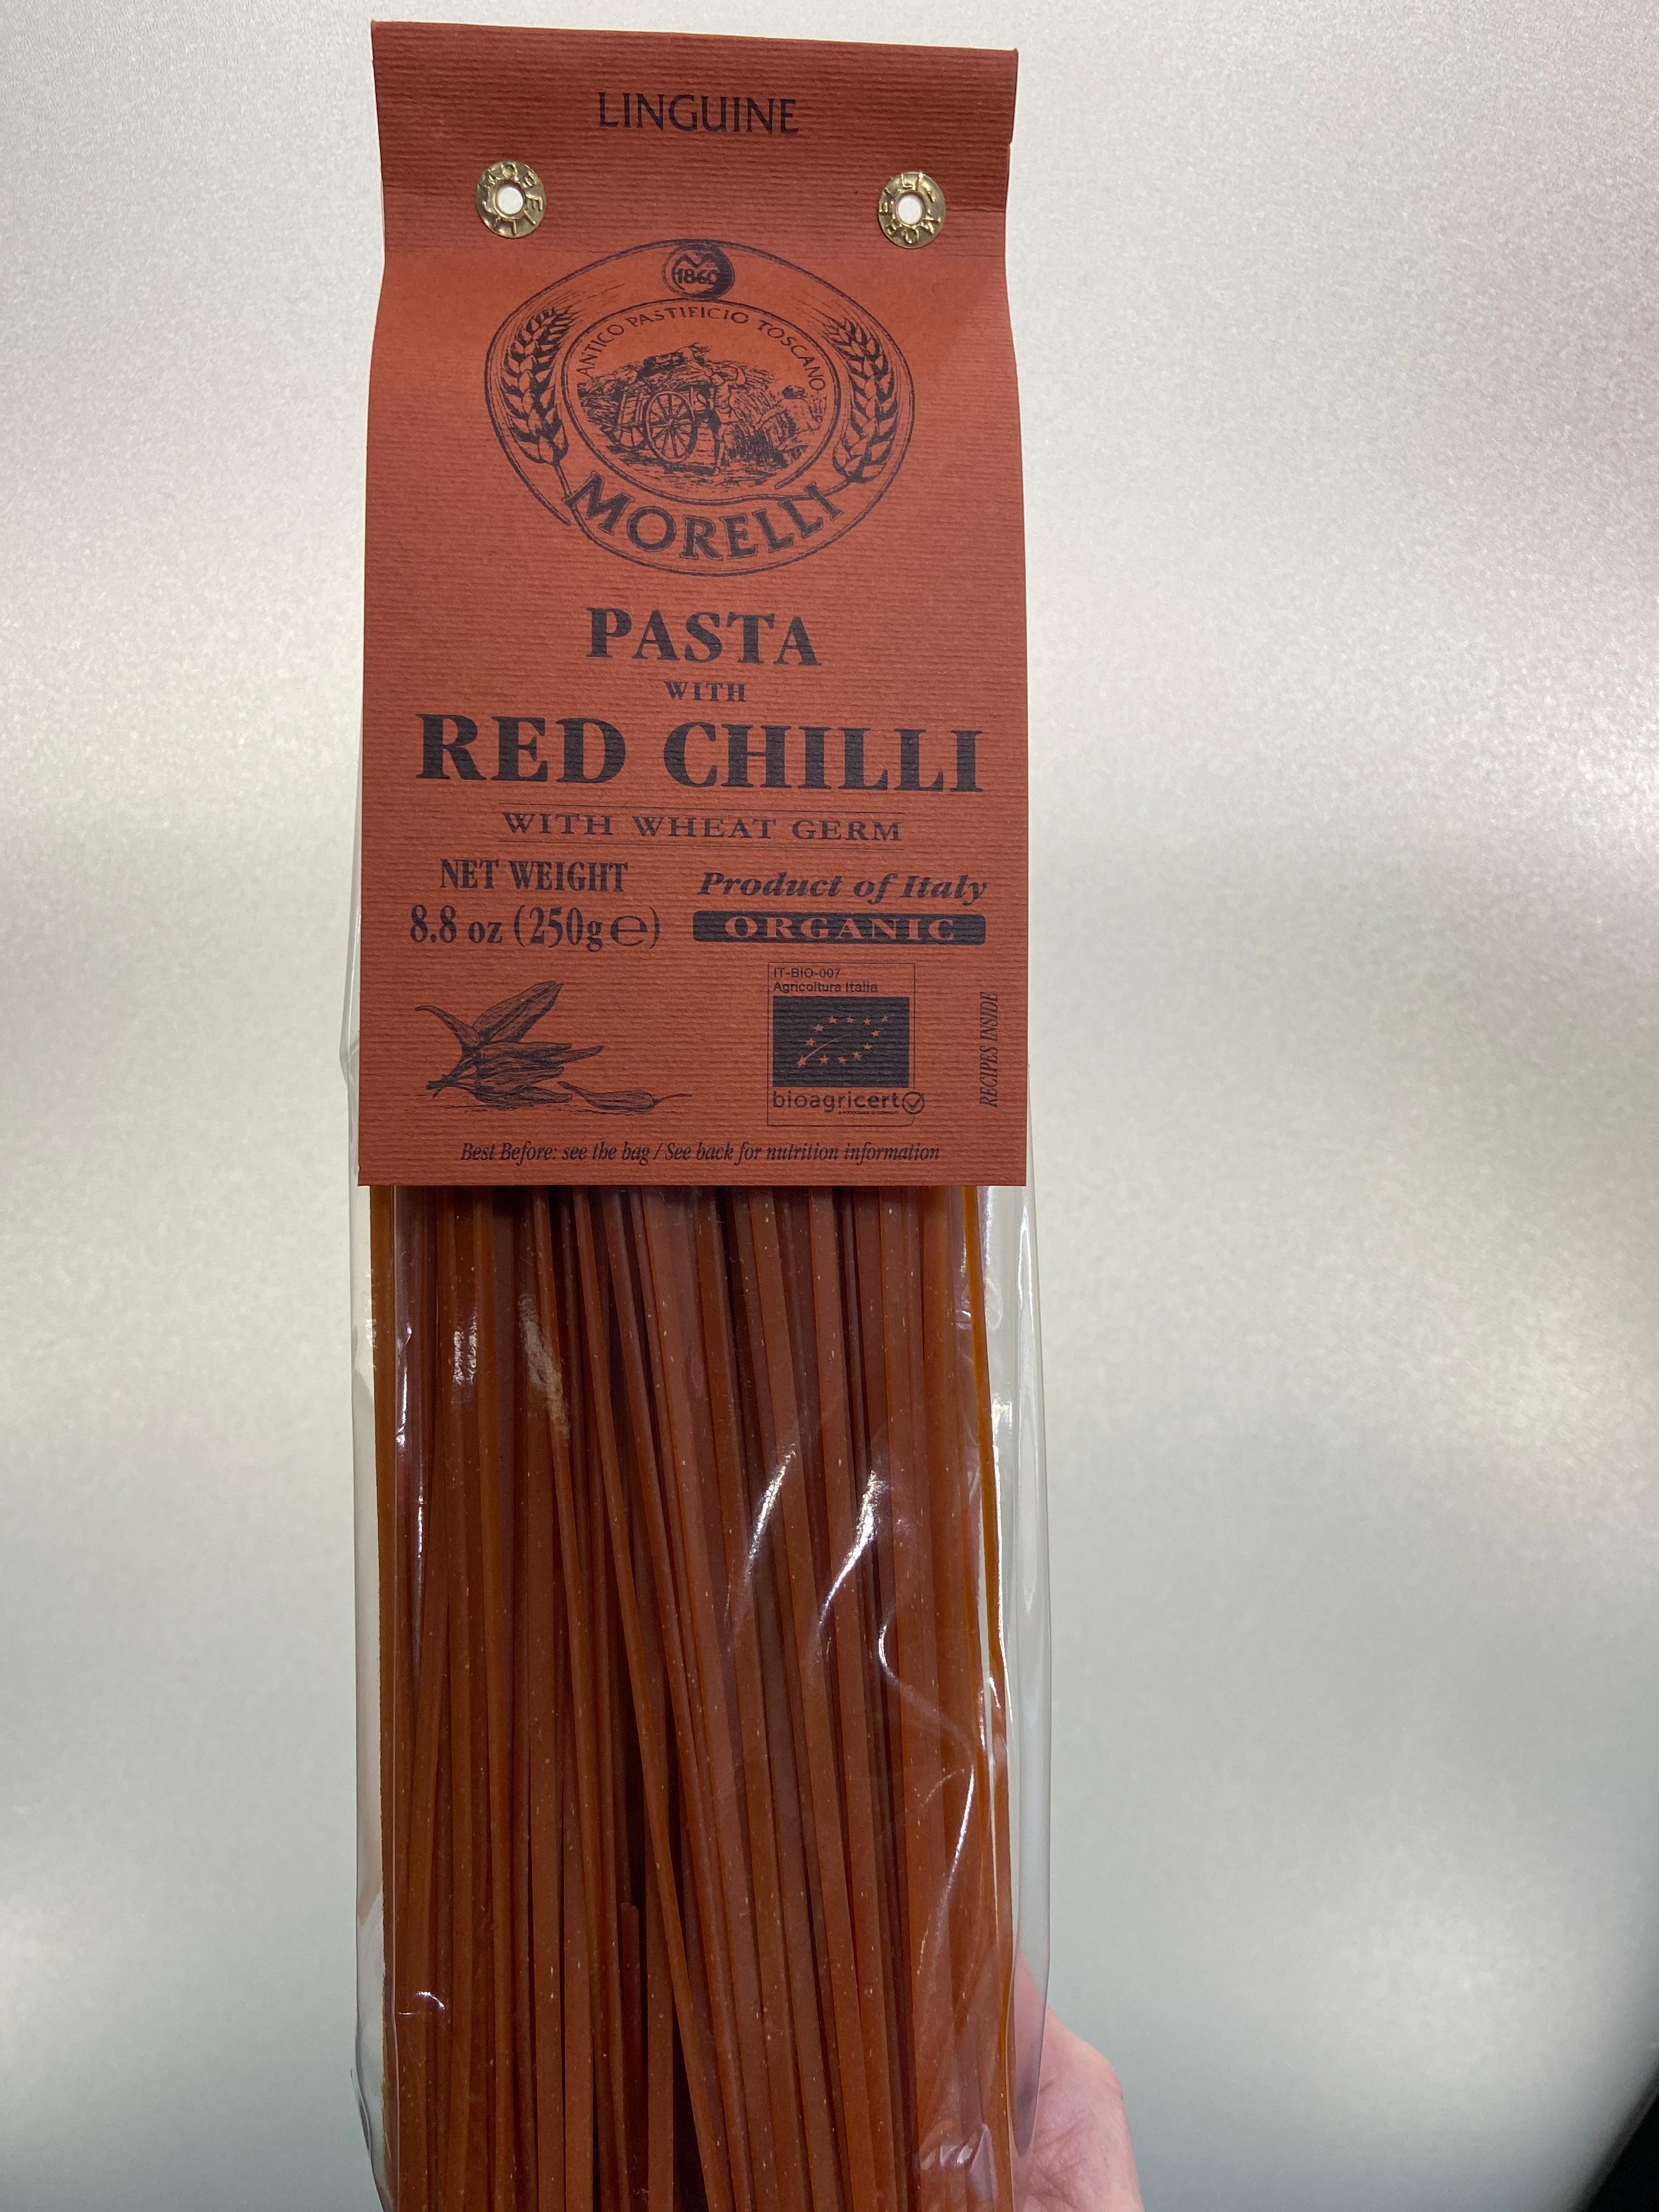 LINGUINE
MORELLI
MORELLI
1860
ANTICO PASTIFICIO TOSCANO
MORELLI
PASTA
WITH
RED CHILLI
WITH WHEAT GERM
NET WEIGHT
8.8 oz (250g ℮)
Product of Italy
ORGANIC
IT-BIO-007
Agricoltura Italia
bioagricert
RECIPES INSIDE
Best Before: see the bag / See back for nutrition information